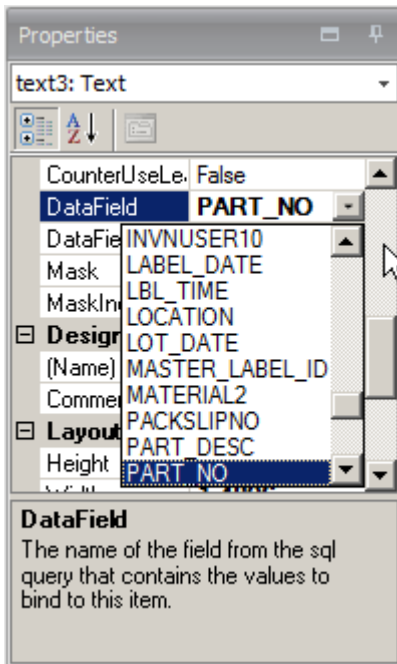 Properties
text3: Text
CounterUseLe
False
DataField
PART_NO
DataFie
INVNUSER10
LABEL_DATE
Mask
LBL_TIME
MaskIn
LOCATION
Design
LOT_DATE
(Name)
MASTER_LABEL_ID
Comme
MATERIAL2
PACKSLIPNO
Layout
PART_DESC
Height
PART_NO
DataField
The name of the field from the sql
query that contains the values to
bind to this item.